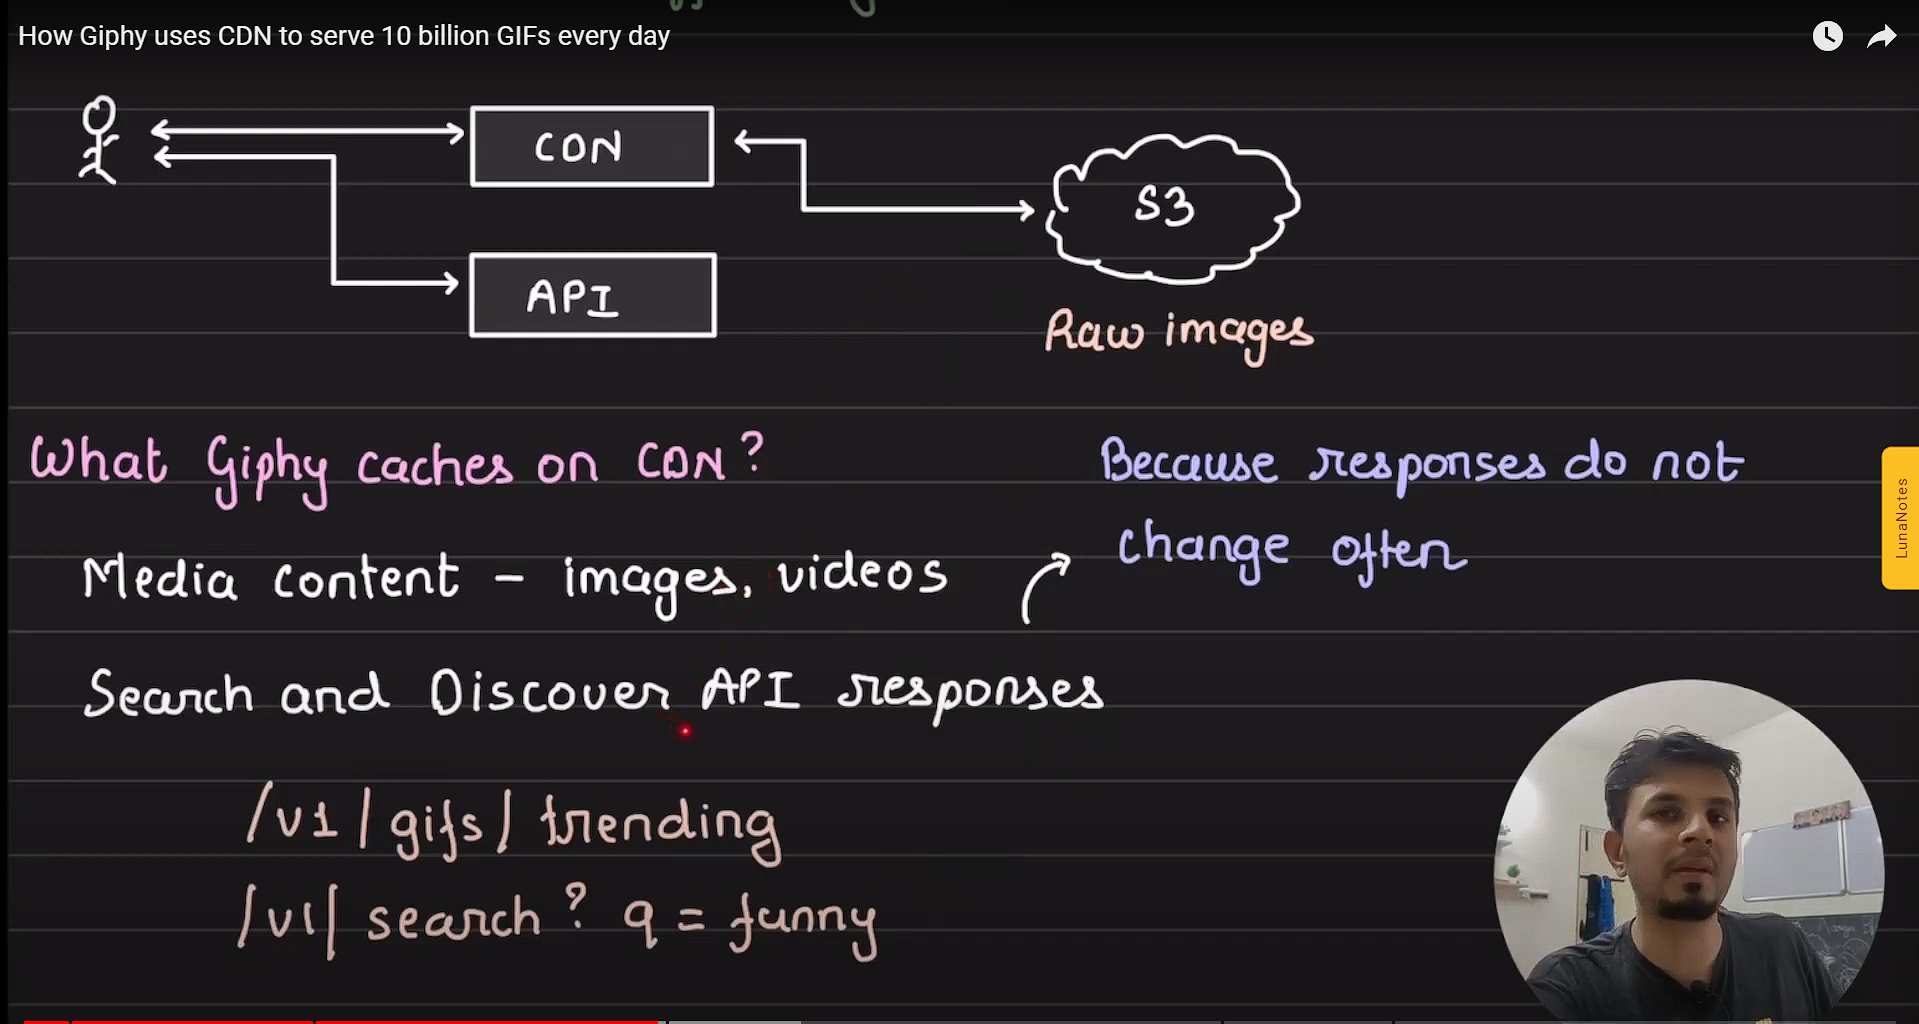 How Giphy uses CDN to serve 10 billion GIFs every day
CDN
S3
API
Raw images
What Giphy caches on CDN?
Because responses do not
change often
Media content - images, videos
Search and Discover API responses
/v1/gifs/trending
/v1/search? q = funny
LunaNotes